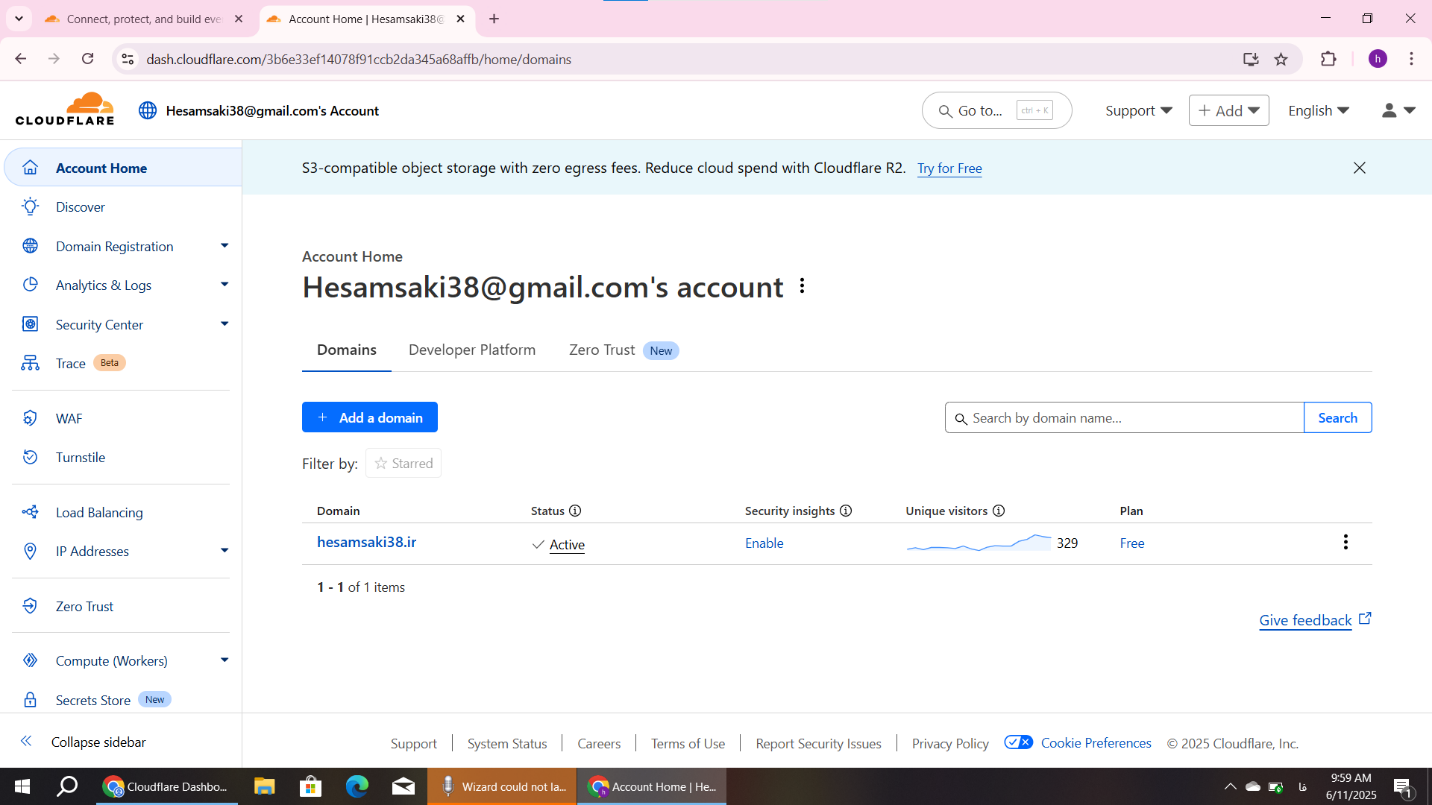 Connect, protect, and build eve
Account Home | Hesamsaki38@
dash.cloudflare.com/3b6e33ef14078f91ccb2da345a68affb/home/domains
h
CLOUDFLARE
Hesamsaki38@gmail.com's Account
Go to... ctrl + K
Support
+ Add
English
Account Home
Discover
Domain Registration
Analytics & Logs
Security Center
Trace Beta
WAF
Turnstile
Load Balancing
IP Addresses
Zero Trust
Compute (Workers)
Secrets Store New
Collapse sidebar
S3-compatible object storage with zero egress fees. Reduce cloud spend with Cloudflare R2. Try for Free
Account Home
Hesamsaki38@gmail.com's account
Domains Developer Platform Zero Trust New
+ Add a domain
Search by domain name... Search
Filter by: Starred
Domain Status Security insights Unique visitors Plan
hesamsaki38.ir Active Enable 329 Free
1 - 1 of 1 items
Give feedback
Support System Status Careers Terms of Use Report Security Issues Privacy Policy Cookie Preferences © 2025 Cloudflare, Inc.
Cloudflare Dashbo...
Wizard could not la...
Account Home | He...
فا
9:59 AM
6/11/2025
1